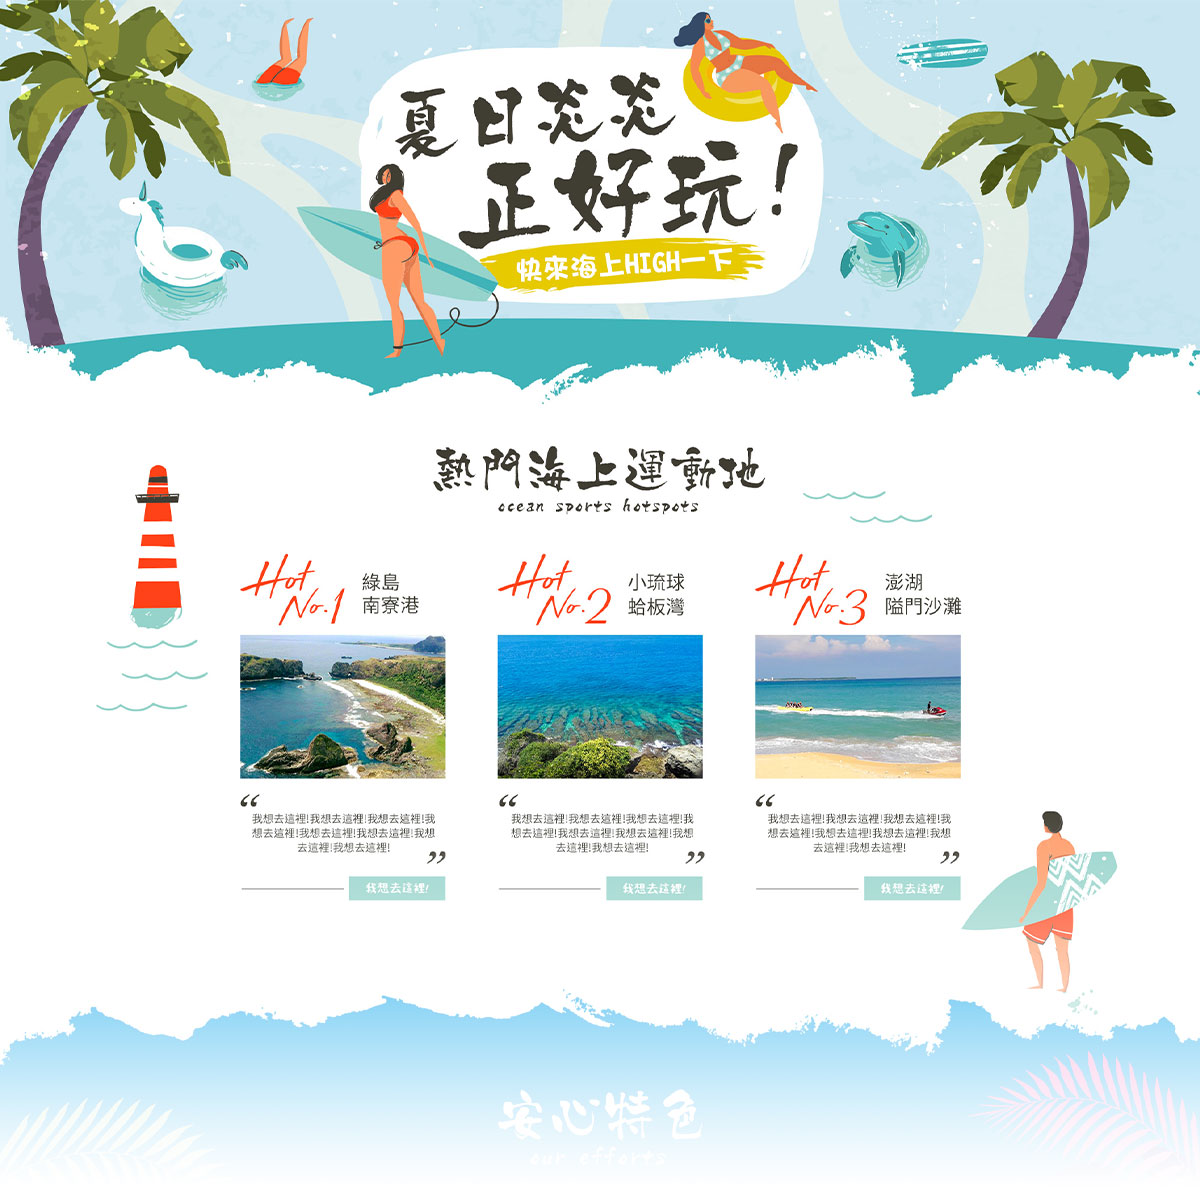 夏日炎炎
正好玩!
快來海上HIGH一下
熱門海上運動地
ocean sports hotspots
Hot No.1
綠島
南寮港
Hot No.2
小琉球
蛤板灣
Hot No.3
澎湖
隘門沙灘
“
我想去這裡!我想去這裡!我想去這裡!我
想去這裡!我想去這裡!我想去這裡!我想
去這裡!我想去這裡!
”
我想去這裡!
“
我想去這裡!我想去這裡!我想去這裡!我
想去這裡!我想去這裡!我想去這裡!我想
去這裡!我想去這裡!
”
我想去這裡!
“
我想去這裡!我想去這裡!我想去這裡!我
想去這裡!我想去這裡!我想去這裡!我想
去這裡!我想去這裡!
”
我想去這裡!
安心特色
our efforts